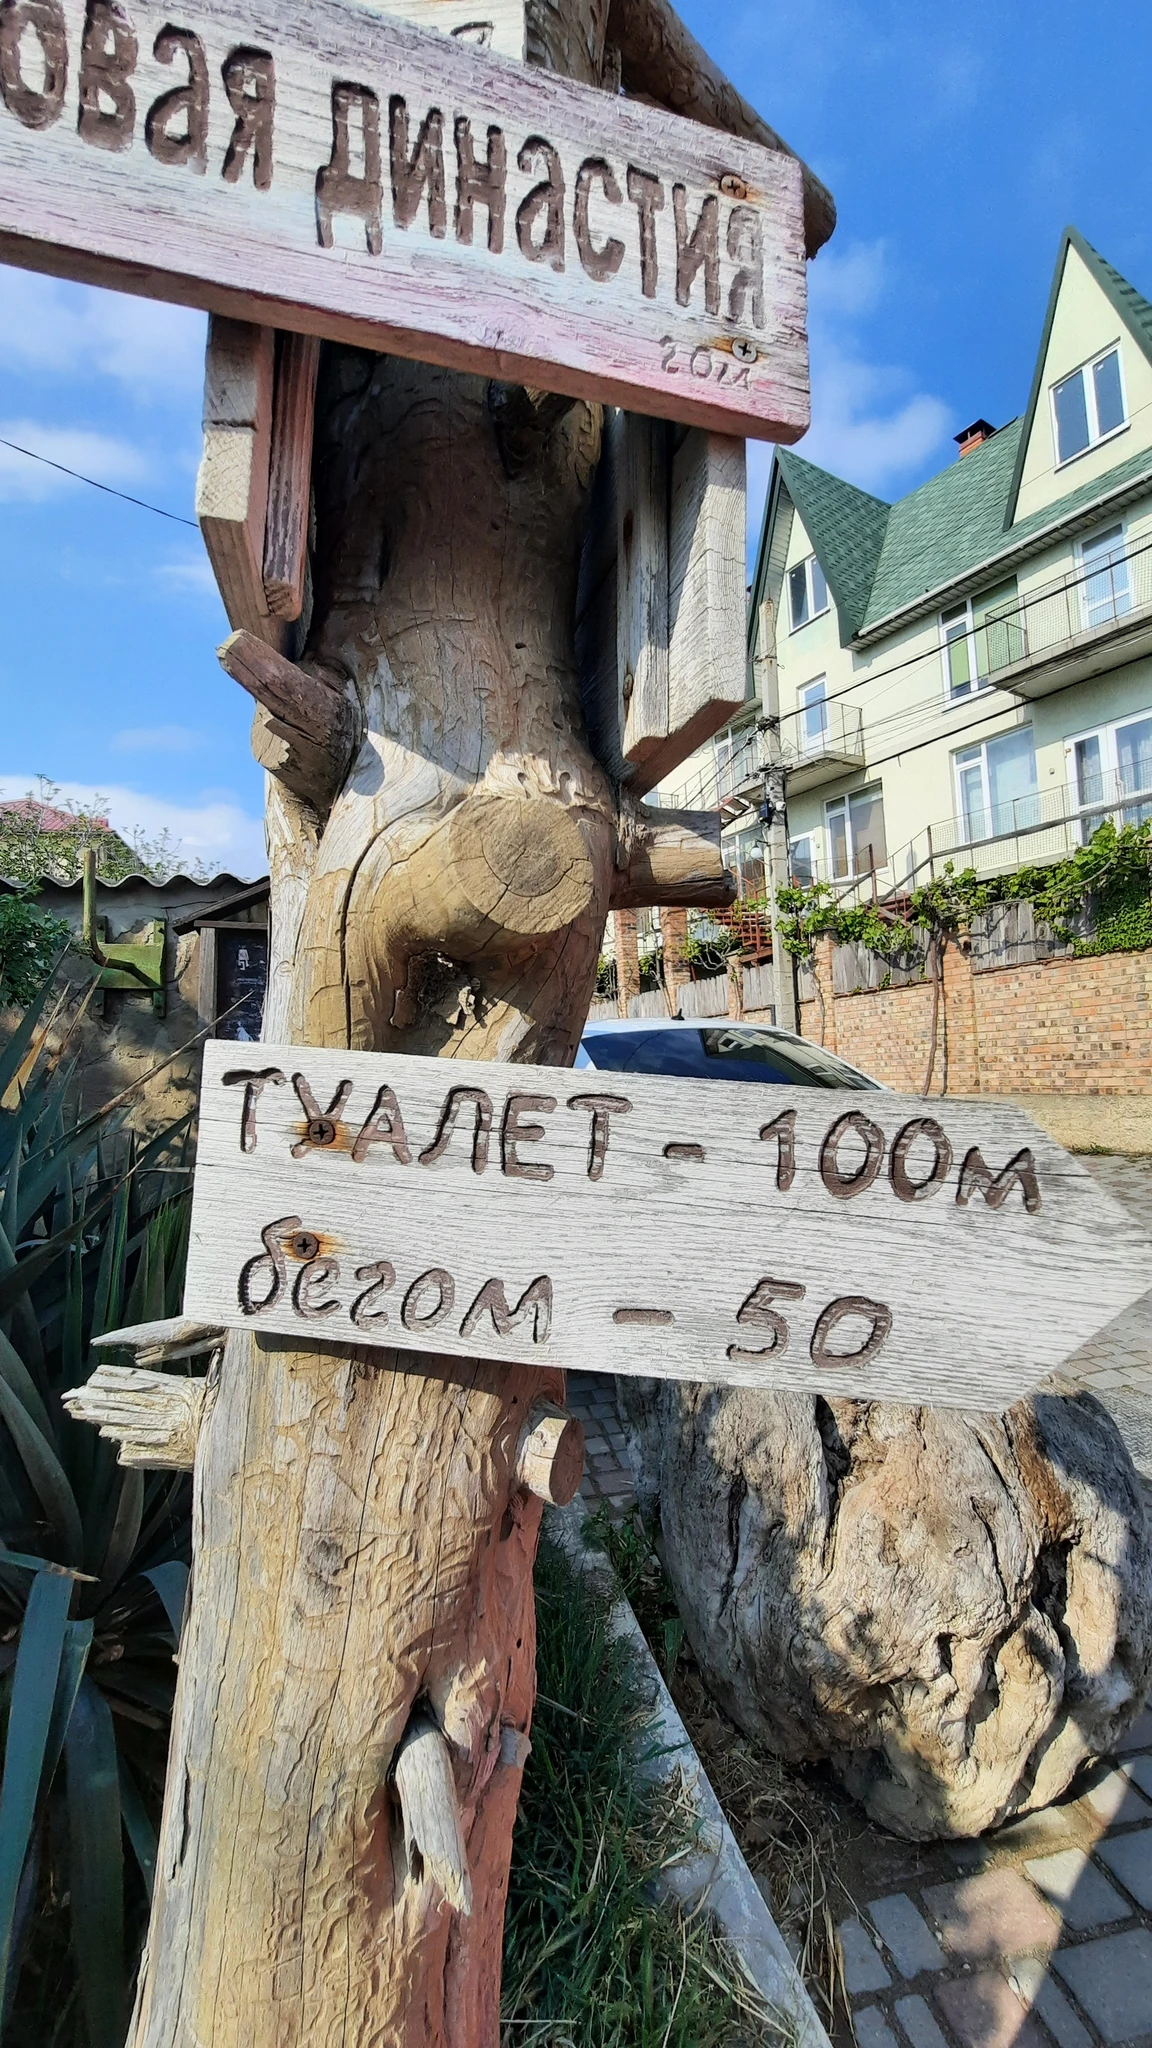 овая династия
2021
ТУАЛЕТ - 100м
бегом - 50